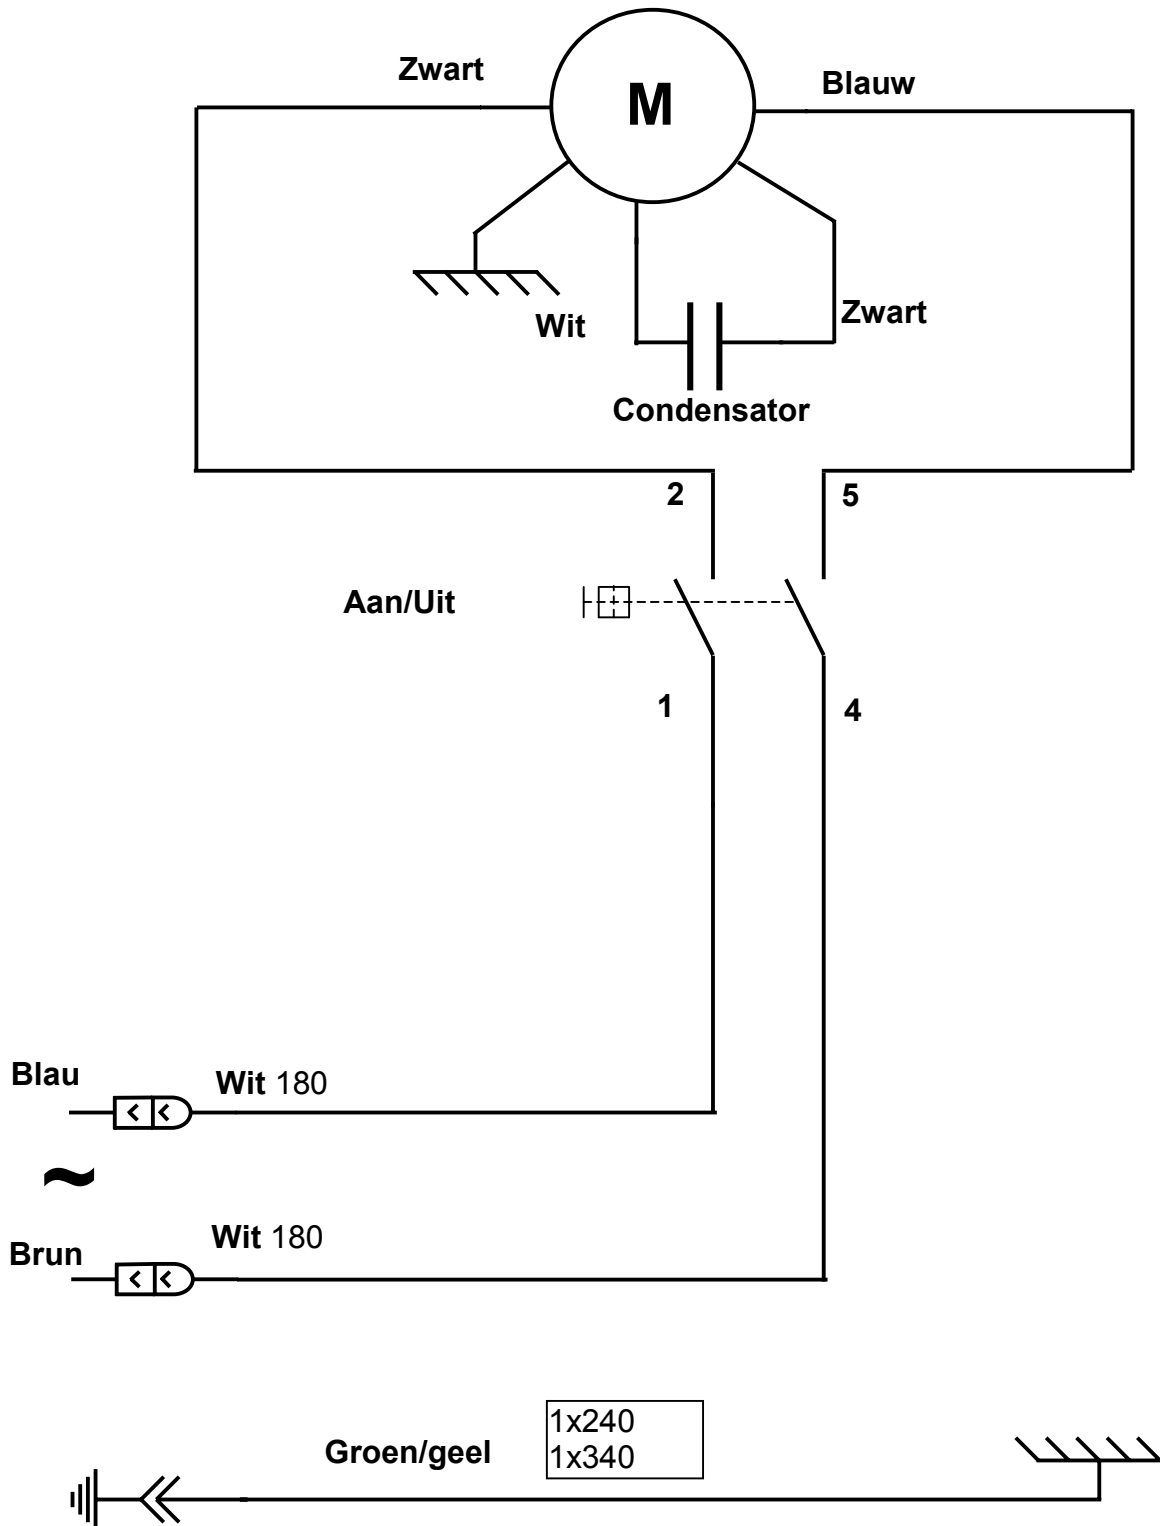 Zwart
M
Blauw
Wit
Zwart
Condensator
2
5
Aan/Uit
1
4
Blau
Wit 180
~
Brun
Wit 180
Groen/geel
1x240
1x340